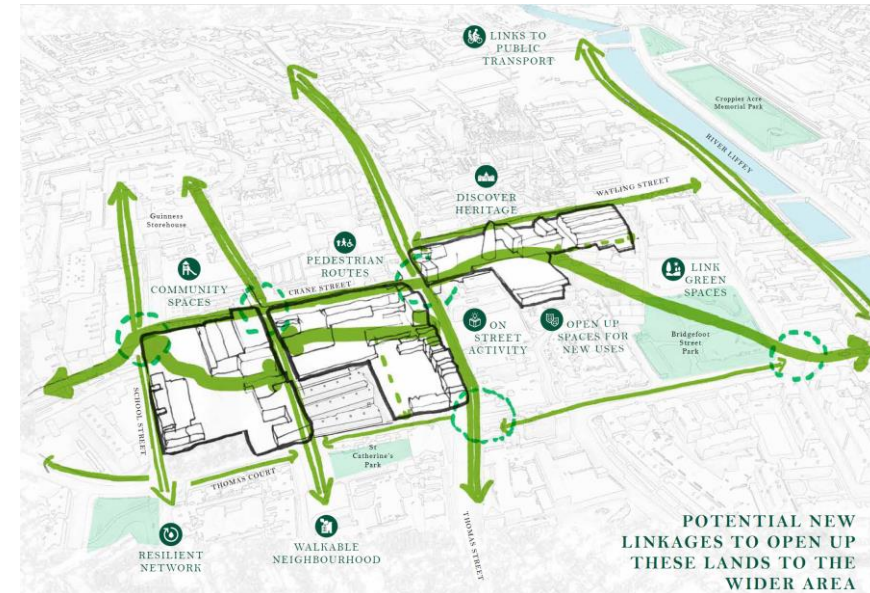 LINKS TO
PUBLIC
TRANSPORT
Croppies Acre
Memorial Park
RIVER LIFFEY
DISCOVER
HERITAGE
WATLING STREET
Guinness
Storehouse
PEDESTRIAN
ROUTES
COMMUNITY
SPACES
CRANE STREET
LINK
GREEN
SPACES
ON
STREET
ACTIVITY
OPEN UP
SPACES FOR
NEW USES
Bridgefoot
Street
Park
SCHOOL STREET
St
Catherine's
Park
THOMAS COURT
THOMAS STREET
RESILIENT
NETWORK
WALKABLE
NEIGHBOURHOOD
POTENTIAL NEW
LINKAGES TO OPEN UP
THESE LANDS TO THE
WIDER AREA